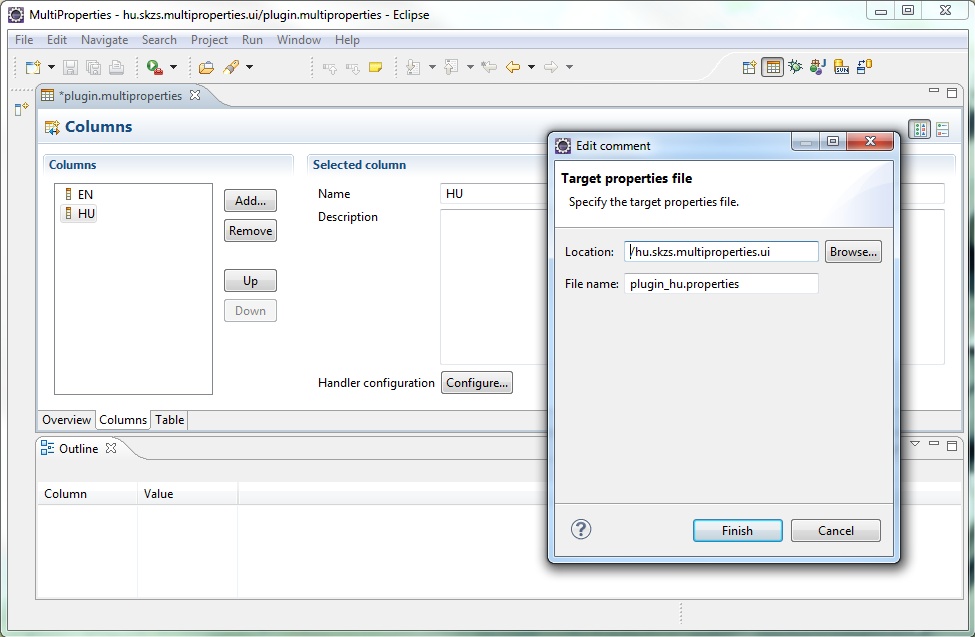 MultiProperties - hu.skzs.multiproperties.ui/plugin.multiProperties - Eclipse
File Edit Navigate Search Project Run Window Help
*plugin.multiproperties
Columns
Columns
EN
HU
Add...
Remove
Up
Down
Selected column
Name HU
Description
Handler configuration Configure...
Overview Columns Table
Outline
Column Value
Edit comment
Target properties file
Specify the target properties file.
Location: /hu.skzs.multiproperties.ui Browse...
File name: plugin_hu.properties
? Finish Cancel